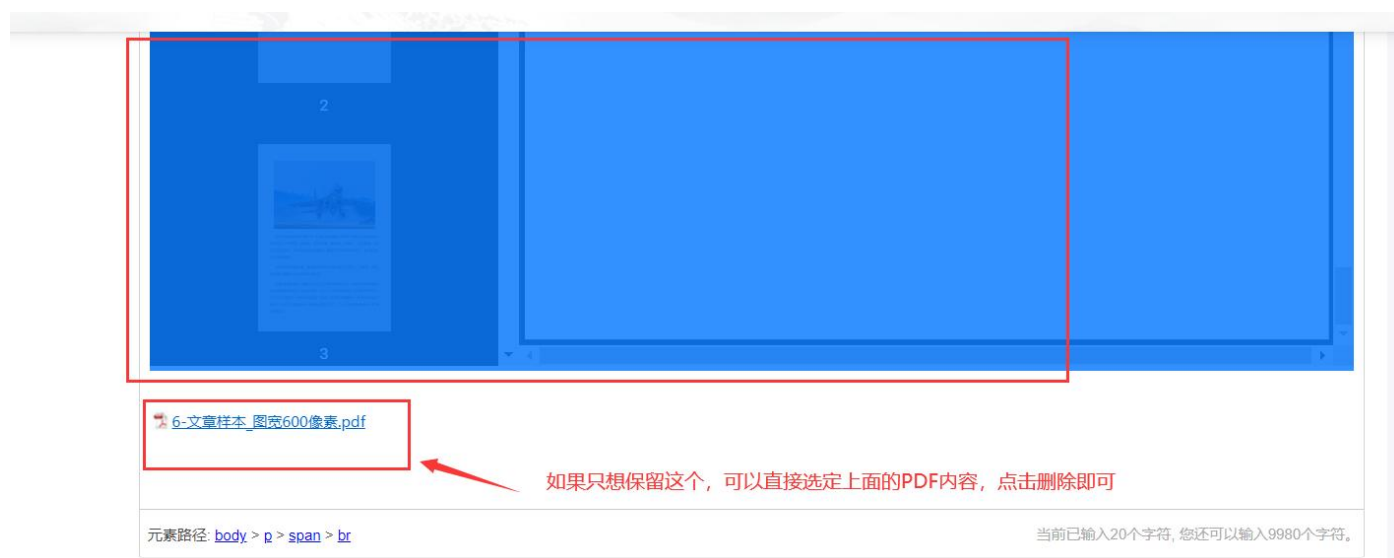 2
3
6-文章样本_图宽600像素.pdf
如果只想保留这个，可以直接选定上面的PDF内容，点击删除即可
元素路径: body > p > span > br
当前已输入20个字符, 您还可以输入9980个字符。